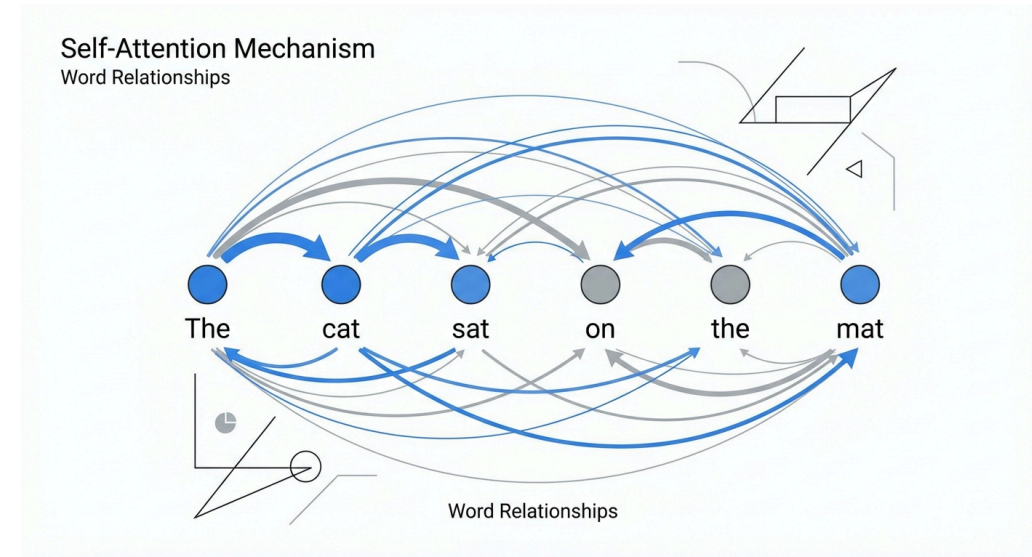 Self-Attention Mechanism
Word Relationships
The cat sat on the mat
Word Relationships